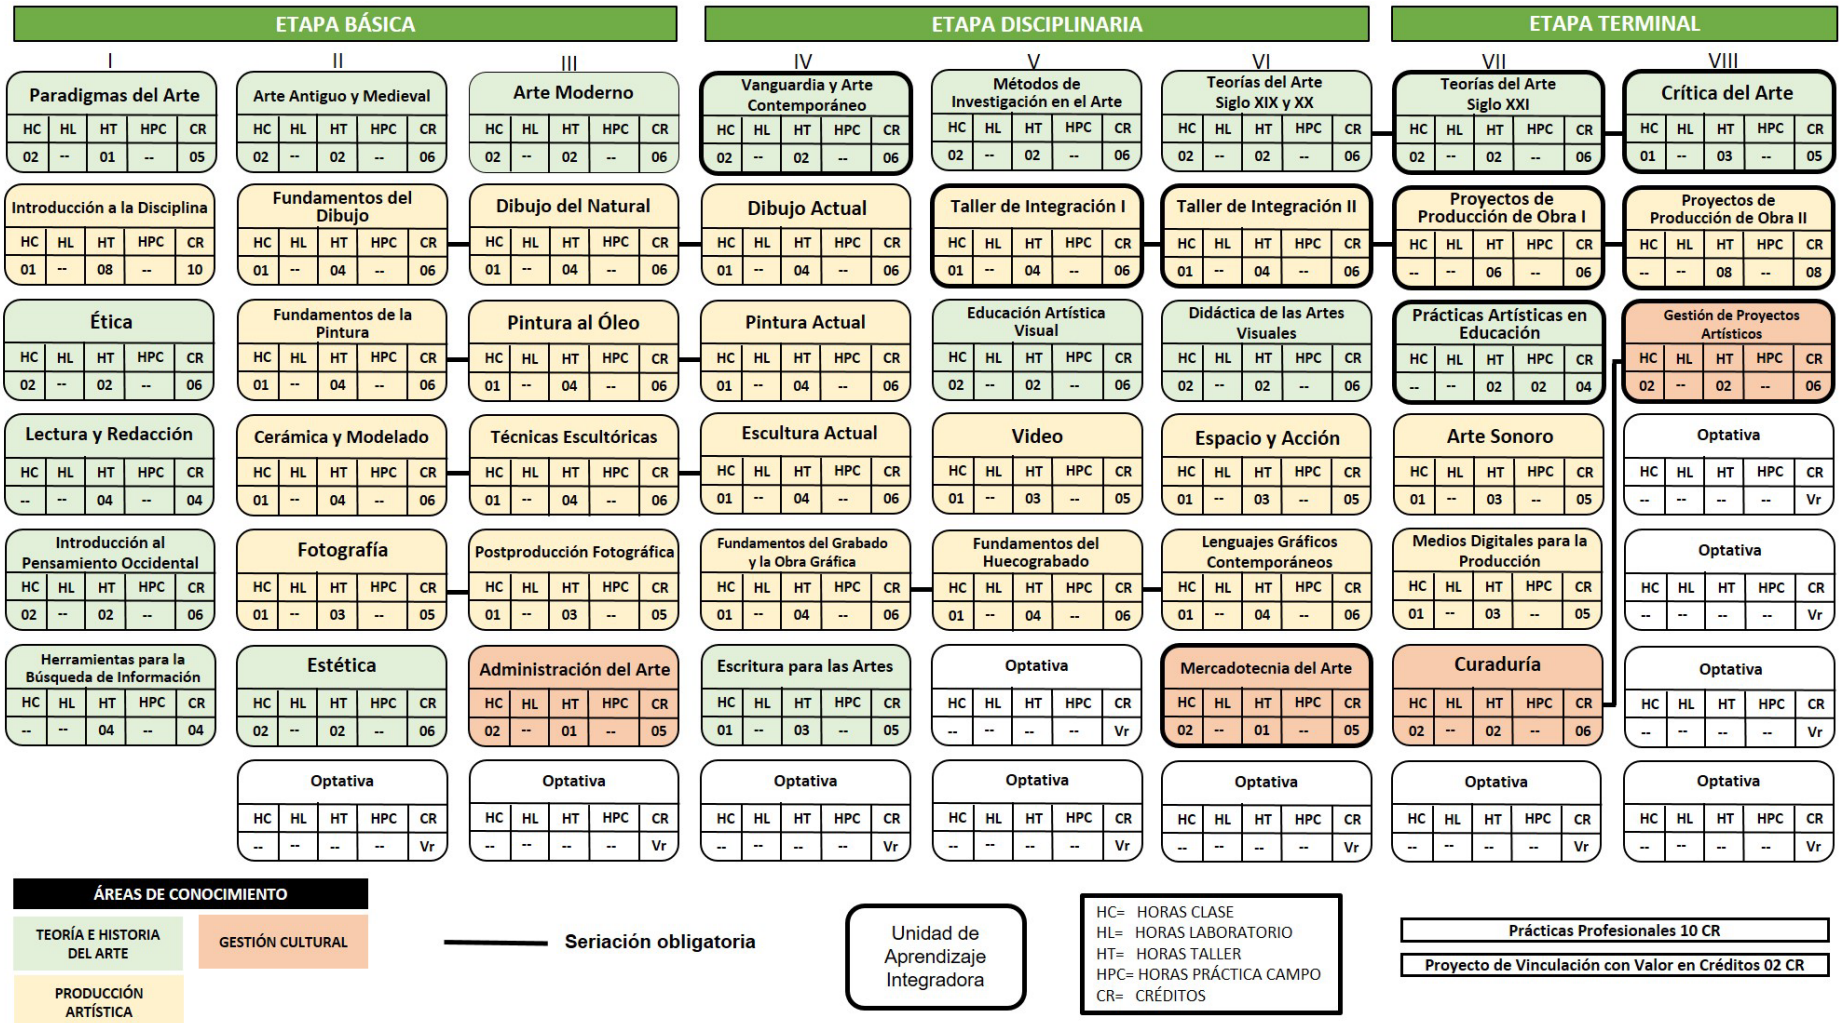 ETAPA BÁSICA
ETAPA DISCIPLINARIA
ETAPA TERMINAL
I
II
III
IV
V
VI
VII
VIII
Paradigmas del Arte
HC HL HT HPC CR
02 -- 01 -- 05
Arte Antiguo y Medieval
HC HL HT HPC CR
02 -- 02 -- 06
Arte Moderno
HC HL HT HPC CR
02 -- 02 -- 06
Vanguardia y Arte
Contemporáneo
HC HL HT HPC CR
02 -- 02 -- 06
Métodos de
Investigación en el Arte
HC HL HT HPC CR
02 -- 02 -- 06
Teorías del Arte
Siglo XIX y XX
HC HL HT HPC CR
02 -- 02 -- 06
Teorías del Arte
Siglo XXI
HC HL HT HPC CR
02 -- 02 -- 06
Crítica del Arte
HC HL HT HPC CR
01 -- 03 -- 05
Introducción a la Disciplina
HC HL HT HPC CR
01 -- 08 -- 10
Fundamentos del
Dibujo
HC HL HT HPC CR
01 -- 04 -- 06
Dibujo del Natural
HC HL HT HPC CR
01 -- 04 -- 06
Dibujo Actual
HC HL HT HPC CR
01 -- 04 -- 06
Taller de Integración I
HC HL HT HPC CR
01 -- 04 -- 06
Taller de Integración II
HC HL HT HPC CR
01 -- 04 -- 06
Proyectos de
Producción de Obra I
HC HL HT HPC CR
-- -- 06 -- 06
Proyectos de
Producción de Obra II
HC HL HT HPC CR
-- -- 08 -- 08
Ética
HC HL HT HPC CR
02 -- 02 -- 06
Fundamentos de la
Pintura
HC HL HT HPC CR
01 -- 04 -- 06
Pintura al Óleo
HC HL HT HPC CR
01 -- 04 -- 06
Pintura Actual
HC HL HT HPC CR
01 -- 04 -- 06
Educación Artística
Visual
HC HL HT HPC CR
02 -- 02 -- 06
Didáctica de las Artes
Visuales
HC HL HT HPC CR
02 -- 02 -- 06
Prácticas Artísticas en
Educación
HC HL HT HPC CR
-- -- 02 02 04
Gestión de Proyectos
Artísticos
HC HL HT HPC CR
02 -- 02 -- 06
Lectura y Redacción
HC HL HT HPC CR
-- -- 04 -- 04
Cerámica y Modelado
HC HL HT HPC CR
01 -- 04 -- 06
Técnicas Escultóricas
HC HL HT HPC CR
01 -- 04 -- 06
Escultura Actual
HC HL HT HPC CR
01 -- 04 -- 06
Video
HC HL HT HPC CR
01 -- 03 -- 05
Espacio y Acción
HC HL HT HPC CR
01 -- 03 -- 05
Arte Sonoro
HC HL HT HPC CR
01 -- 03 -- 05
Optativa
HC HL HT HPC CR
-- -- -- -- Vr
Introducción al
Pensamiento Occidental
HC HL HT HPC CR
02 -- 02 -- 06
Fotografía
HC HL HT HPC CR
01 -- 03 -- 05
Postproducción Fotográfica
HC HL HT HPC CR
01 -- 03 -- 05
Fundamentos del Grabado
y la Obra Gráfica
HC HL HT HPC CR
01 -- 04 -- 06
Fundamentos del
Huecograbado
HC HL HT HPC CR
01 -- 04 -- 06
Lenguajes Gráficos
Contemporáneos
HC HL HT HPC CR
01 -- 04 -- 06
Medios Digitales para la
Producción
HC HL HT HPC CR
01 -- 03 -- 05
Optativa
HC HL HT HPC CR
-- -- -- -- Vr
Herramientas para la
Búsqueda de Información
HC HL HT HPC CR
-- -- 04 -- 04
Estética
HC HL HT HPC CR
02 -- 02 -- 06
Administración del Arte
HC HL HT HPC CR
02 -- 01 -- 05
Escritura para las Artes
HC HL HT HPC CR
01 -- 03 -- 05
Optativa
HC HL HT HPC CR
-- -- -- -- Vr
Mercadotecnia del Arte
HC HL HT HPC CR
02 -- 01 -- 05
Curaduría
HC HL HT HPC CR
02 -- 02 -- 06
Optativa
HC HL HT HPC CR
-- -- -- -- Vr
Optativa
HC HL HT HPC CR
-- -- -- -- Vr
Optativa
HC HL HT HPC CR
-- -- -- -- Vr
Optativa
HC HL HT HPC CR
-- -- -- -- Vr
Optativa
HC HL HT HPC CR
-- -- -- -- Vr
Optativa
HC HL HT HPC CR
-- -- -- -- Vr
Optativa
HC HL HT HPC CR
-- -- -- -- Vr
Optativa
HC HL HT HPC CR
-- -- -- -- Vr
ÁREAS DE CONOCIMIENTO
TEORÍA E HISTORIA
DEL ARTE
GESTIÓN CULTURAL
PRODUCCIÓN
ARTÍSTICA
Seriación obligatoria
Unidad de
Aprendizaje
Integradora
HC= HORAS CLASE
HL= HORAS LABORATORIO
HT= HORAS TALLER
HPC= HORAS PRÁCTICA CAMPO
CR= CRÉDITOS
Prácticas Profesionales 10 CR
Proyecto de Vinculación con Valor en Créditos 02 CR